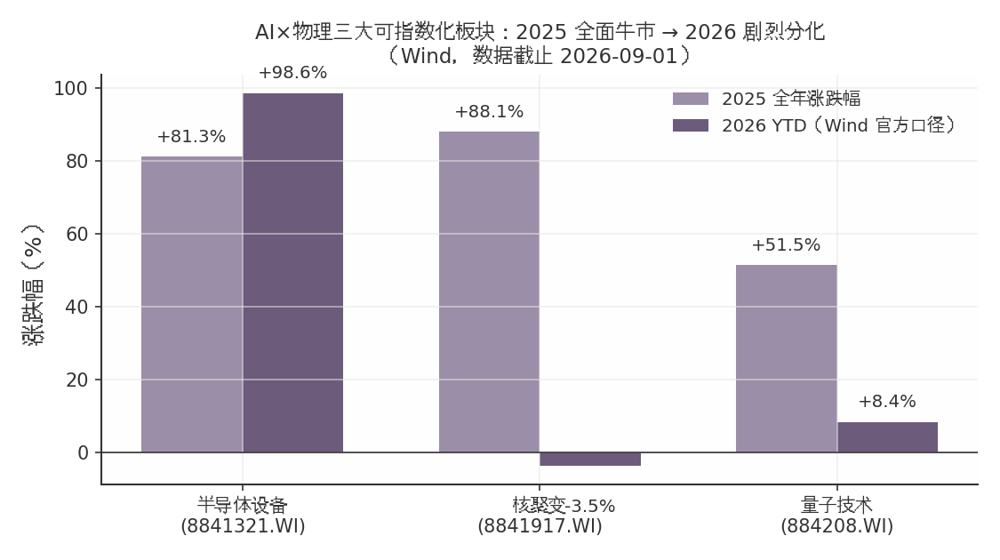 AI×物理三大可指数化板块：2025 全面牛市 → 2026 剧烈分化
（Wind，数据截止 2026-09-01）
2025 全年涨跌幅
2026 YTD（Wind 官方口径）
涨跌幅（%）
100
80
60
40
20
0
+81.3%
+98.6%
+88.1%
-3.5%
+51.5%
+8.4%
半导体设备
(8841321.WI)
核聚变
(8841917.WI)
量子技术
(884208.WI)